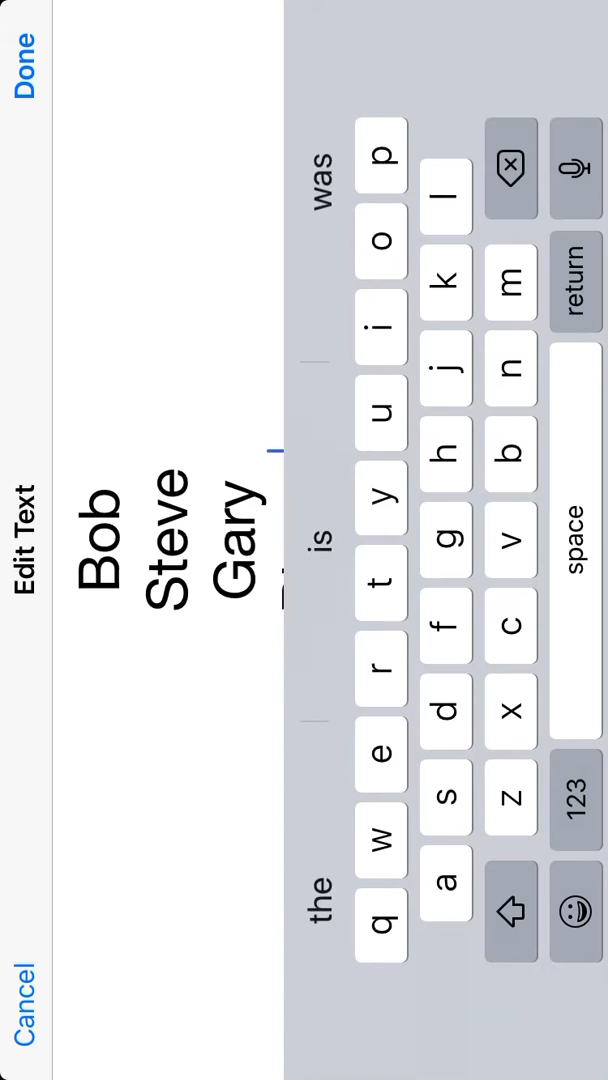 Cancel Edit Text Done
Bob
Steve
Gary
the is was
q w e r t y u i o p
a s d f g h j k l
z x c v b n m
123 space return